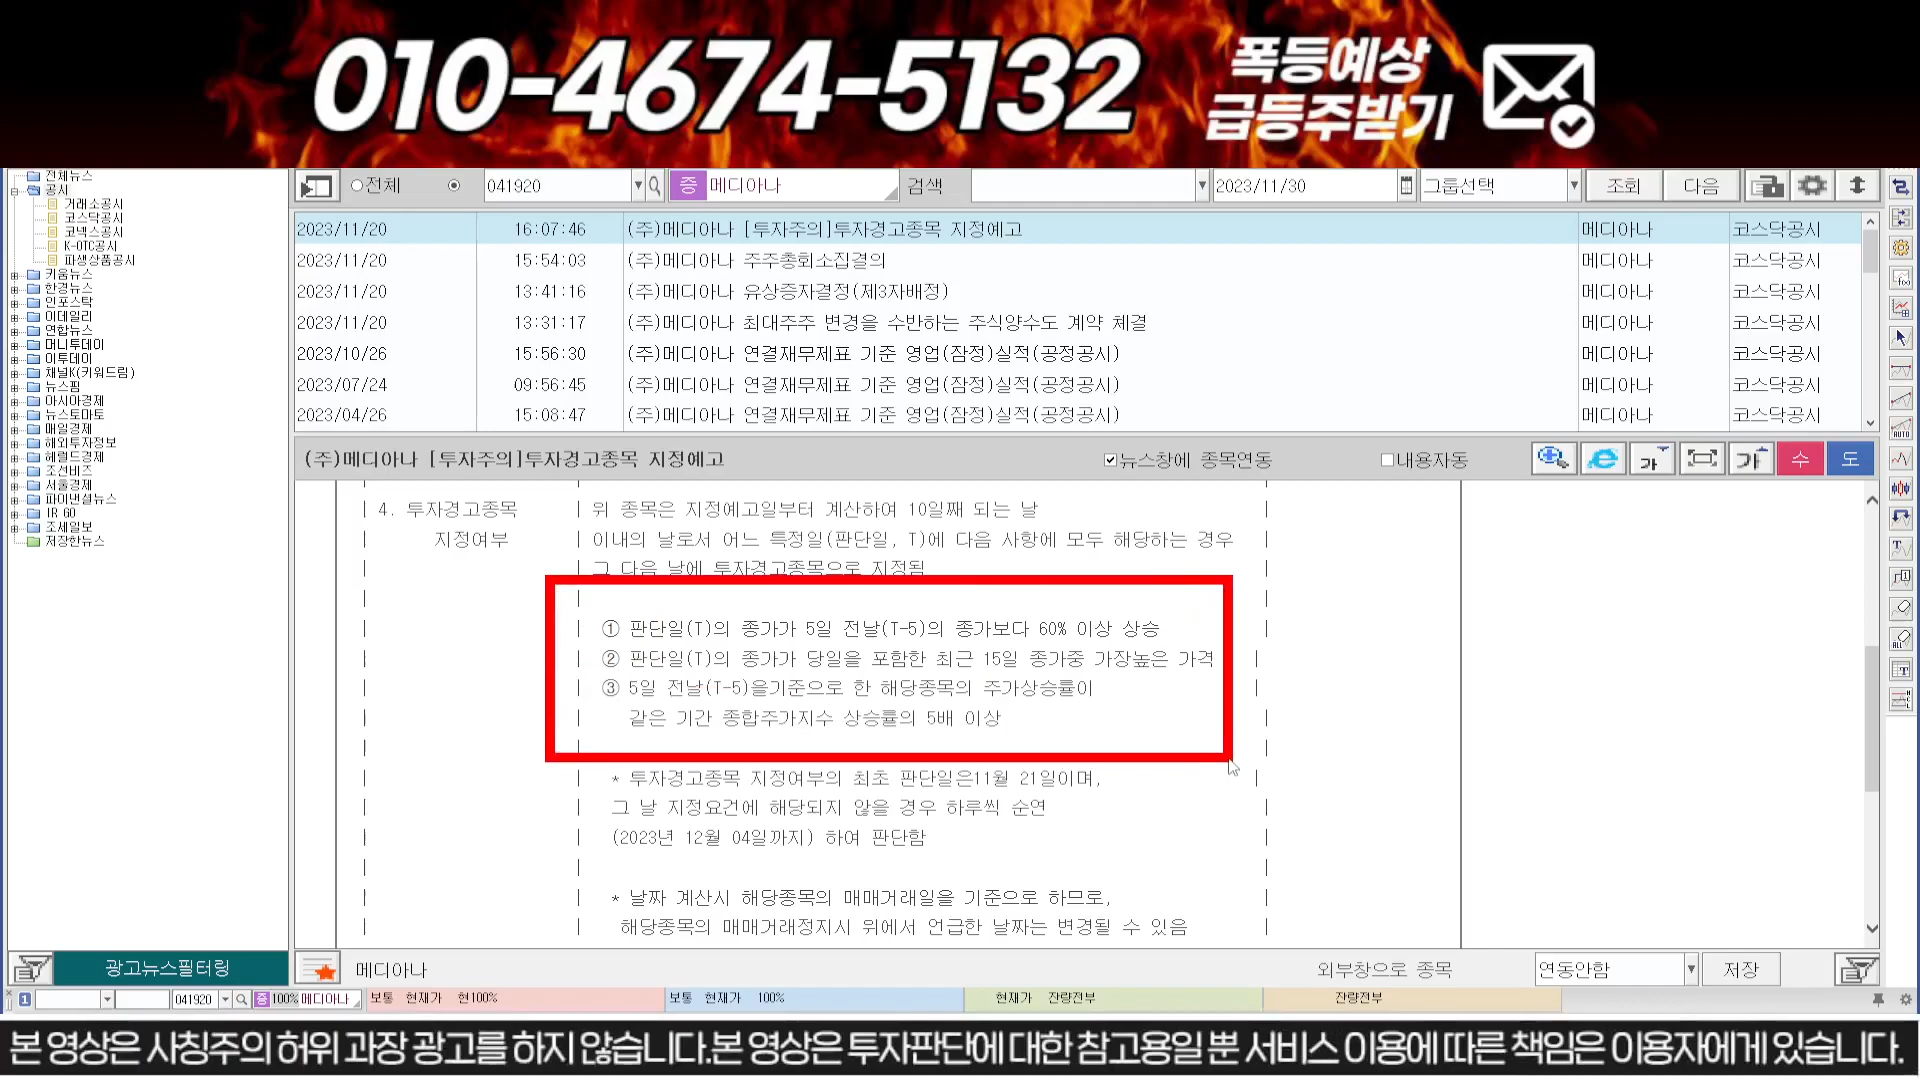 010-4674-5132
폭등예상
급등주받기
전체 041920 증 메디아나 검색 2023/11/30 그룹선택 조회 다음
전체뉴스
공시
거래소공시
코스닥공시
코넥스공시
K-OTC공시
파생상품공시
키움뉴스
한경뉴스
인포스탁
이데일리
연합뉴스
머니투데이
이투데이
채널K(키워드림)
뉴스핌
아시아경제
뉴스토마토
매일경제
해외투자정보
헤럴드경제
조선비즈
서울경제
파이낸셜뉴스
IR GO
조세일보
저장한뉴스
2023/11/20 16:07:46 (주)메디아나 [투자주의]투자경고종목 지정예고 메디아나 코스닥공시
2023/11/20 15:54:03 (주)메디아나 주주총회소집결의 메디아나 코스닥공시
2023/11/20 13:41:16 (주)메디아나 유상증자결정(제3자배정) 메디아나 코스닥공시
2023/11/20 13:31:17 (주)메디아나 최대주주 변경을 수반하는 주식양수도 계약 체결 메디아나 코스닥공시
2023/10/26 15:56:30 (주)메디아나 연결재무제표 기준 영업(잠정)실적(공정공시) 메디아나 코스닥공시
2023/07/24 09:56:45 (주)메디아나 연결재무제표 기준 영업(잠정)실적(공정공시) 메디아나 코스닥공시
2023/04/26 15:08:47 (주)메디아나 연결재무제표 기준 영업(잠정)실적(공정공시) 메디아나 코스닥공시
(주)메디아나 [투자주의]투자경고종목 지정예고 뉴스창에 종목연동 내용자동 가 가 수 도
4. 투자경고종목 위 종목은 지정예고일부터 계산하여 10일째 되는 날
지정여부 이내의 날로서 어느 특정일(판단일, T)에 다음 사항에 모두 해당하는 경우
그 다음 날에 투자경고종목으로 지정됨
① 판단일(T)의 종가가 5일 전날(T-5)의 종가보다 60% 이상 상승
② 판단일(T)의 종가가 당일을 포함한 최근 15일 종가중 가장높은 가격
③ 5일 전날(T-5)을기준으로 한 해당종목의 주가상승률이
같은 기간 종합주가지수 상승률의 5배 이상
* 투자경고종목 지정여부의 최초 판단일은11월 21일이며,
그 날 지정요건에 해당되지 않을 경우 하루씩 순연
(2023년 12월 04일까지) 하여 판단함
* 날짜 계산시 해당종목의 매매거래일을 기준으로 하므로,
해당종목의 매매거래정지시 위에서 언급한 날짜는 변경될 수 있음
광고뉴스필터링 메디아나 외부창으로 종목 연동안함 저장
1 041920 증 100% 메디아나 보통 현재가 현100% 보통 현재가 100% 현재가 잔량전부 잔량전부
본 영상은 사칭주의 허위 과장 광고를 하지 않습니다.본 영상은 투자판단에 대한 참고용일 뿐 서비스 이용에 따른 책임은 이용자에게 있습니다.